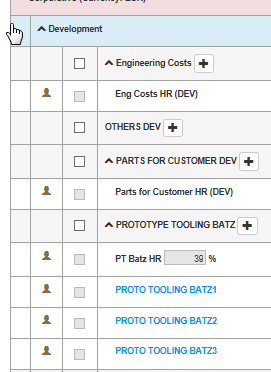 Development
Engineering Costs
Eng Costs HR (DEV)
OTHERS DEV
PARTS FOR CUSTOMER DEV
Parts for Customer HR (DEV)
PROTOTYPE TOOLING BATZ
PT Batz HR 39 %
PROTO TOOLING BATZ1
PROTO TOOLING BATZ2
PROTO TOOLING BATZ3